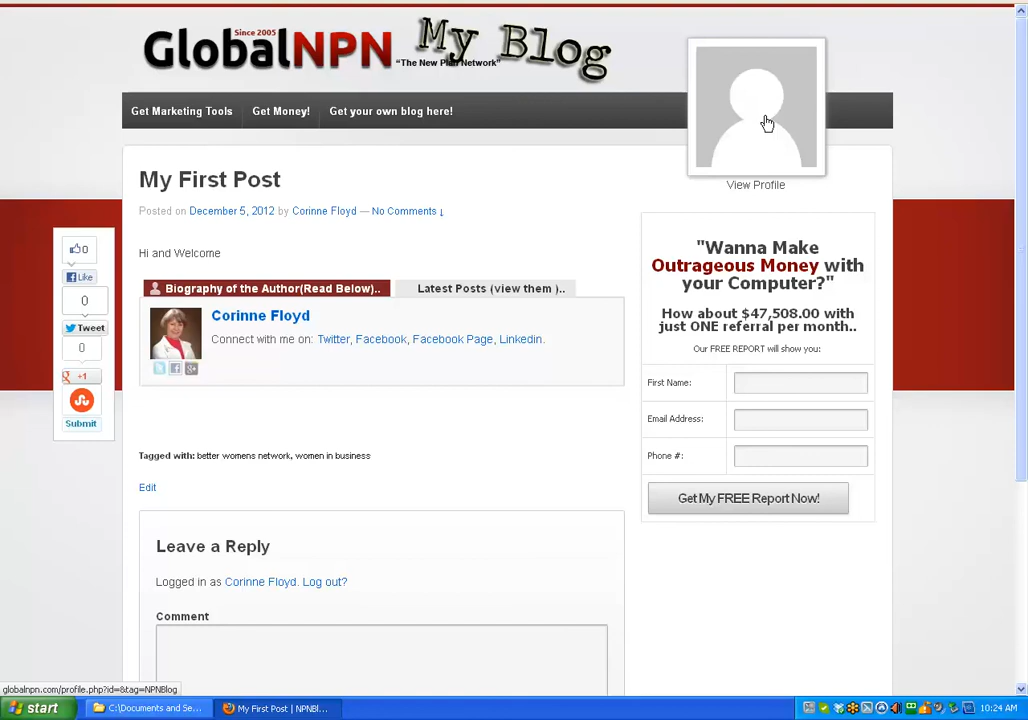 Since 2005
GlobalNPN
My Blog
"The New Plan Network"
Get Marketing Tools
Get Money!
Get your own blog here!
View Profile
My First Post
Posted on December 5, 2012 by Corinne Floyd — No Comments ↓
Hi and Welcome
Biography of the Author(Read Below)..
Latest Posts (view them )..
Corinne Floyd
Connect with me on: Twitter, Facebook, Facebook Page, Linkedin.
Tagged with: better womens network, women in business
Edit
Leave a Reply
Logged in as Corinne Floyd. Log out?
Comment
0
Like
0
Tweet
0
+1
Submit
"Wanna Make
Outrageous Money with
your Computer?"
How about $47,508.00 with
just ONE referral per month..
Our FREE REPORT will show you:
First Name:
Email Address:
Phone #:
Get My FREE Report Now!
globalnpn.com/profile.php?id=&tag=NPNBlog
start
C:\Documents and Se...
My First Post | NPNBl...
10:24 AM